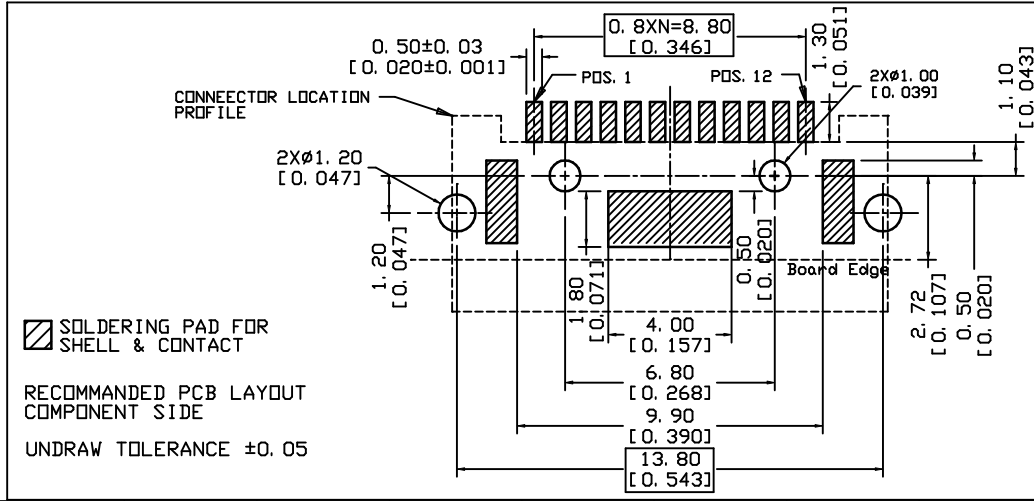 0.8XN=8.80
[0.346]
0.50±0.03
[0.020±0.001]
POS. 1
POS. 12
1.30
[0.051]
2Xø1.00
[0.039]
1.10
[0.043]
CONNEECTOR LOCATION
PROFILE
2Xø1.20
[0.047]
1.20
[0.047]
1.80
[0.071]
0.50
[0.020]
Board Edge
2.72
[0.107]
0.50
[0.020]
4.00
[0.157]
6.80
[0.268]
9.90
[0.390]
13.80
[0.543]
SOLDERING PAD FOR
SHELL & CONTACT
RECOMMANDED PCB LAYOUT
COMPONENT SIDE
UNDRAW TOLERANCE ±0.05